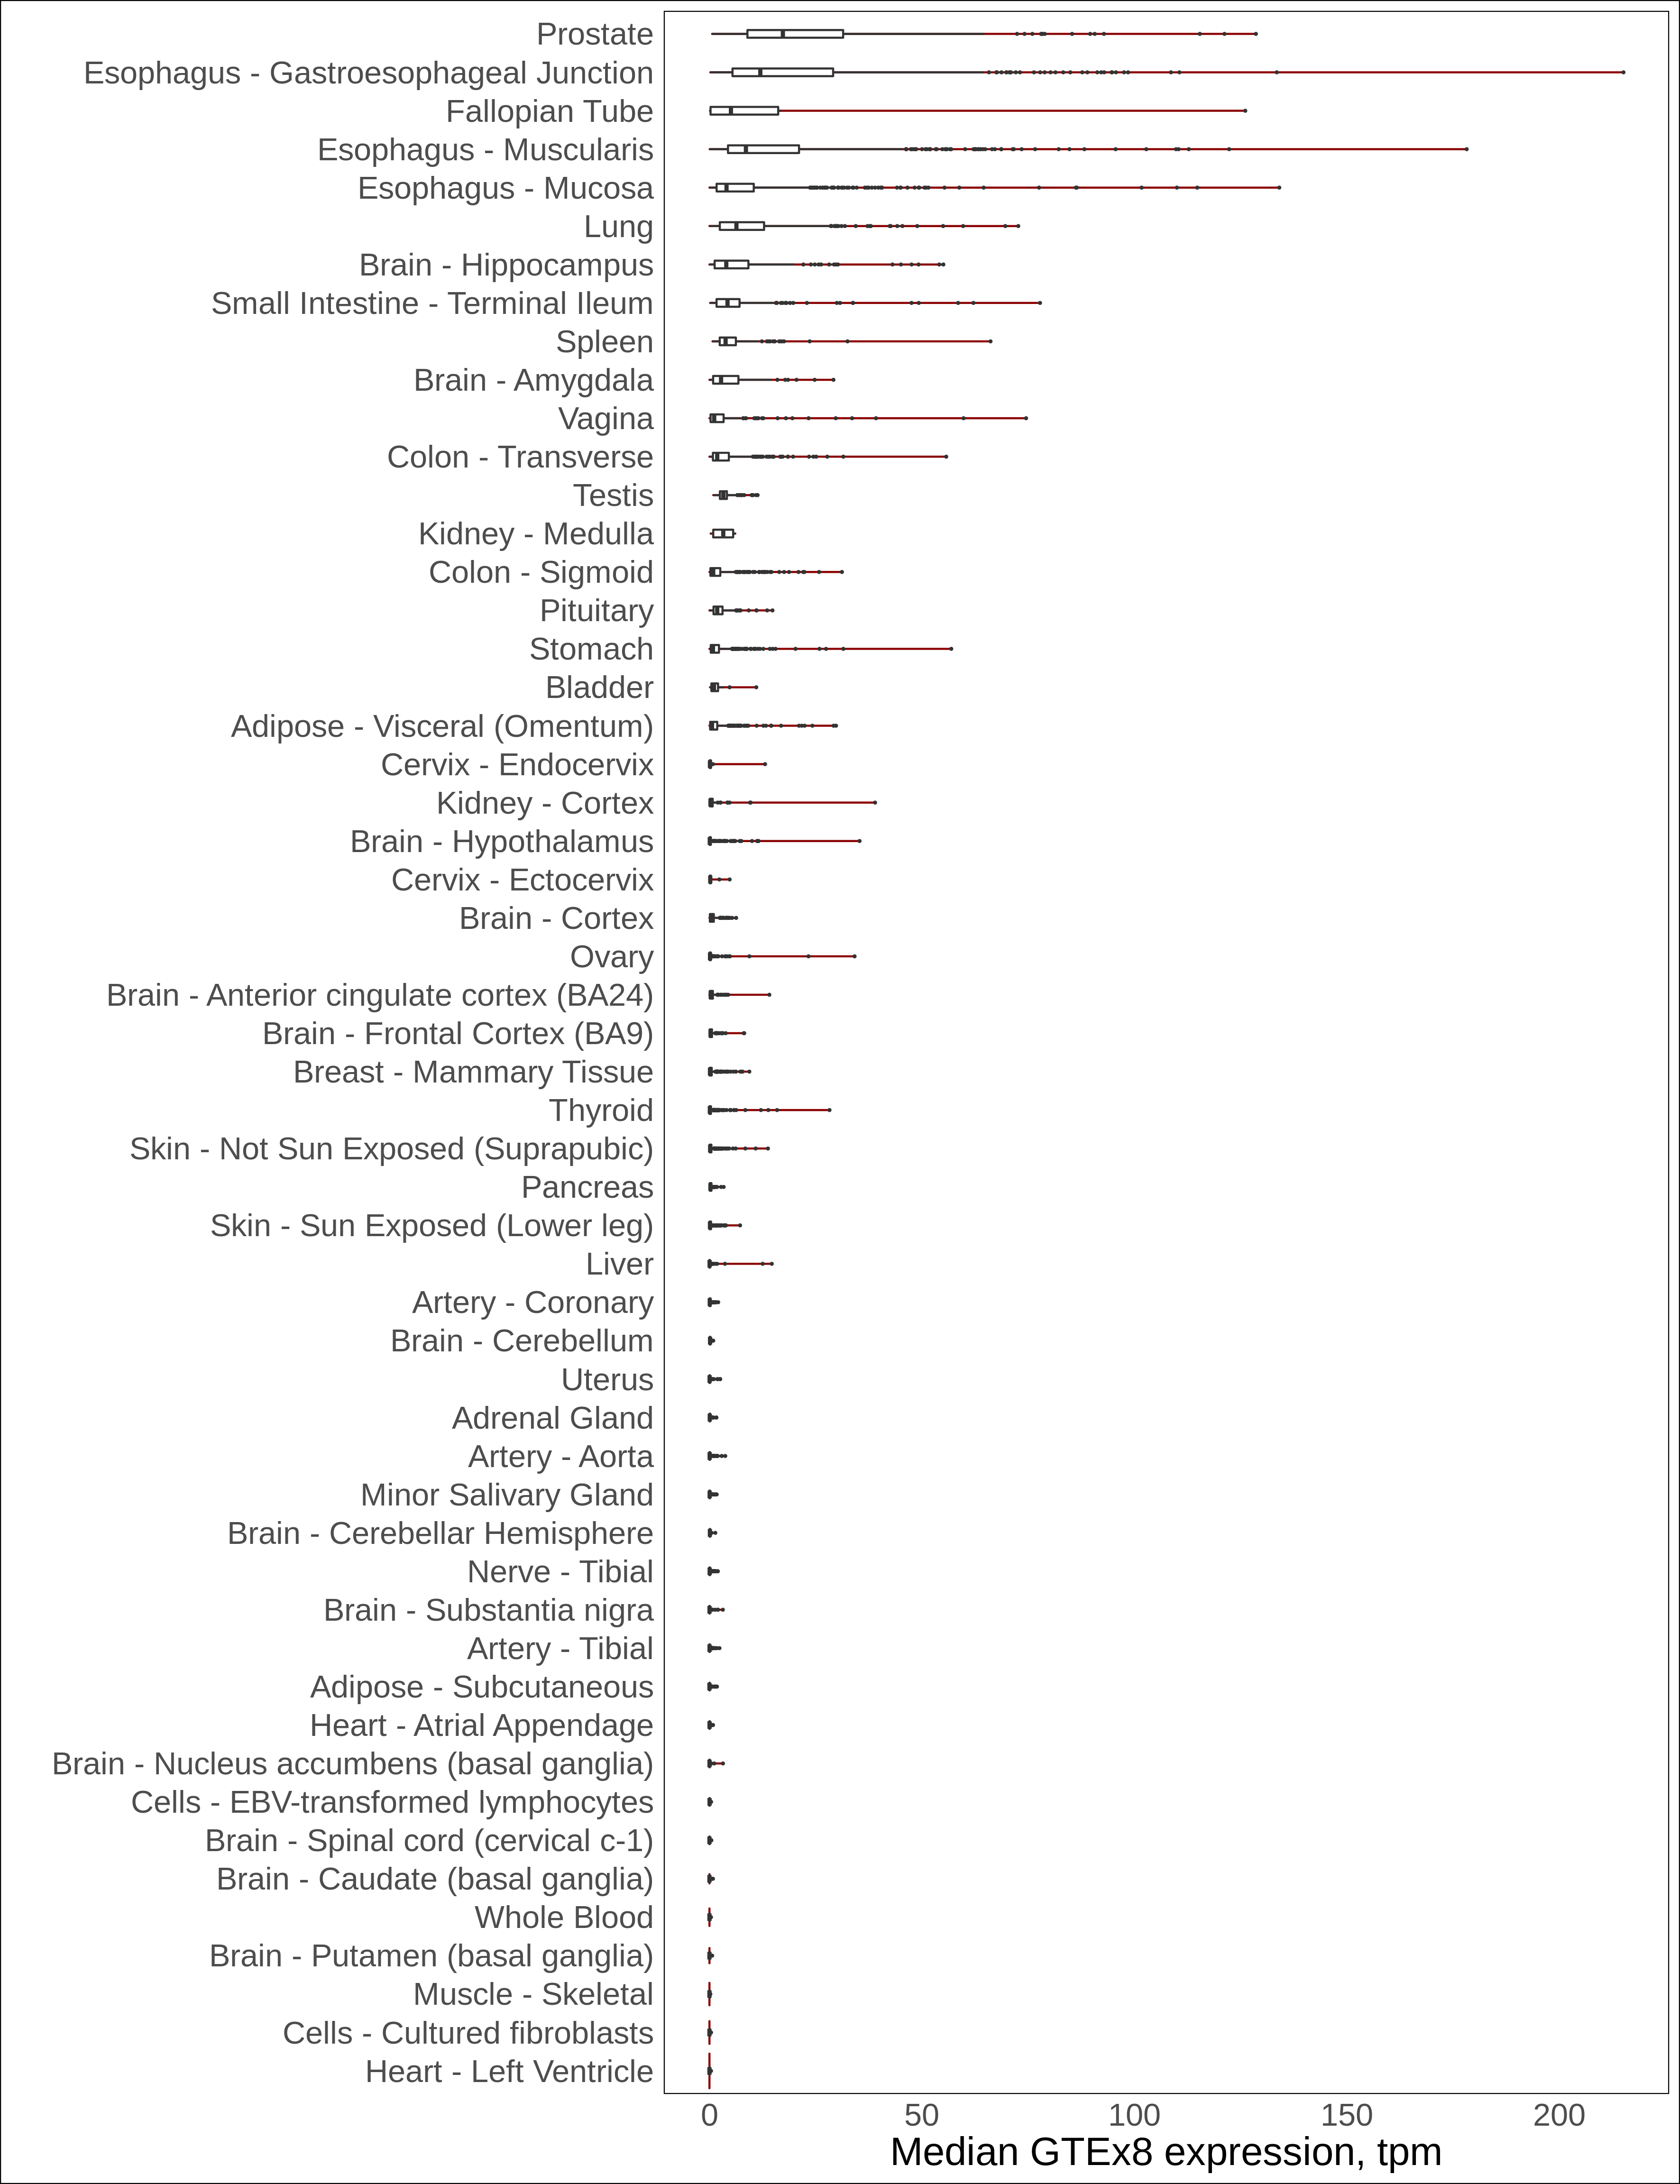 Prostate
Esophagus - Gastroesophageal Junction
Fallopian Tube
Esophagus - Muscularis
Esophagus - Mucosa
Lung
Brain - Hippocampus
Small Intestine - Terminal Ileum
Spleen
Brain - Amygdala
Vagina
Colon - Transverse
Testis
Kidney - Medulla
Colon - Sigmoid
Pituitary
Stomach
Bladder
Adipose - Visceral (Omentum)
Cervix - Endocervix
Kidney - Cortex
Brain - Hypothalamus
Cervix - Ectocervix
Brain - Cortex
Ovary
Brain - Anterior cingulate cortex (BA24)
Brain - Frontal Cortex (BA9)
Breast - Mammary Tissue
Thyroid
Skin - Not Sun Exposed (Suprapubic)
Pancreas
Skin - Sun Exposed (Lower leg)
Liver
Artery - Coronary
Brain - Cerebellum
Uterus
Adrenal Gland
Artery - Aorta
Minor Salivary Gland
Brain - Cerebellar Hemisphere
Nerve - Tibial
Brain - Substantia nigra
Artery - Tibial
Adipose - Subcutaneous
Heart - Atrial Appendage
Brain - Nucleus accumbens (basal ganglia)
Cells - EBV-transformed lymphocytes
Brain - Spinal cord (cervical c-1)
Brain - Caudate (basal ganglia)
Whole Blood
Brain - Putamen (basal ganglia)
Muscle - Skeletal
Cells - Cultured fibroblasts
Heart - Left Ventricle
0 50 100 150 200
Median GTEx8 expression, tpm